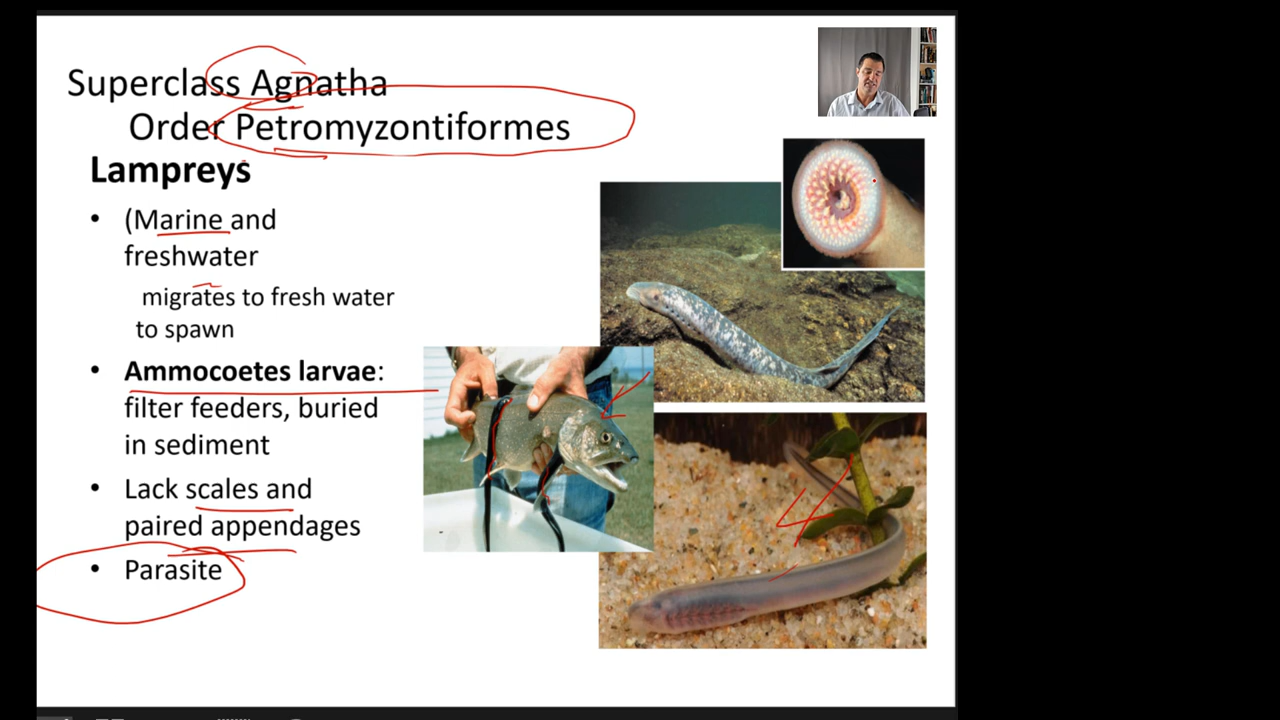 Superclass Agnatha
Order Petromyzontiformes
Lampreys
• (Marine and
freshwater
migrates to fresh water
to spawn
• Ammocoetes larvae:
filter feeders, buried
in sediment
• Lack scales and
paired appendages
• Parasite